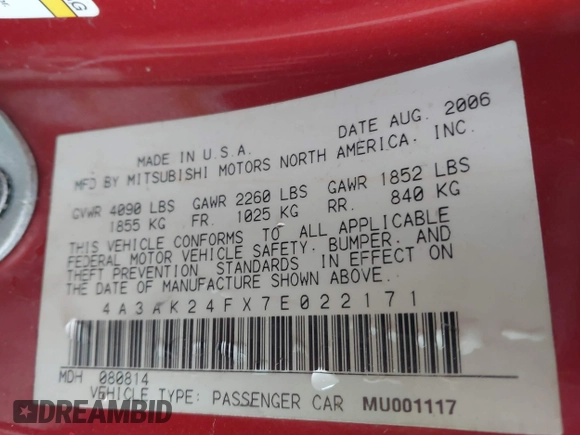 MADE IN U.S.A. DATE AUG. 2006
MFD BY MITSUBISHI MOTORS NORTH AMERICA, INC.
GVWR 4090 LBS GAWR 2260 LBS GAWR 1852 LBS
1855 KG FR. 1025 KG RR. 840 KG
THIS VEHICLE CONFORMS TO ALL APPLICABLE
FEDERAL MOTOR VEHICLE SAFETY, BUMPER, AND
THEFT PREVENTION STANDARDS IN EFFECT ON
THE DATE OF MANUFACTURE SHOWN ABOVE.
4A3AK24FX7E022171
MDH 080814
VEHICLE TYPE: PASSENGER CAR MU001117
DREAMBID